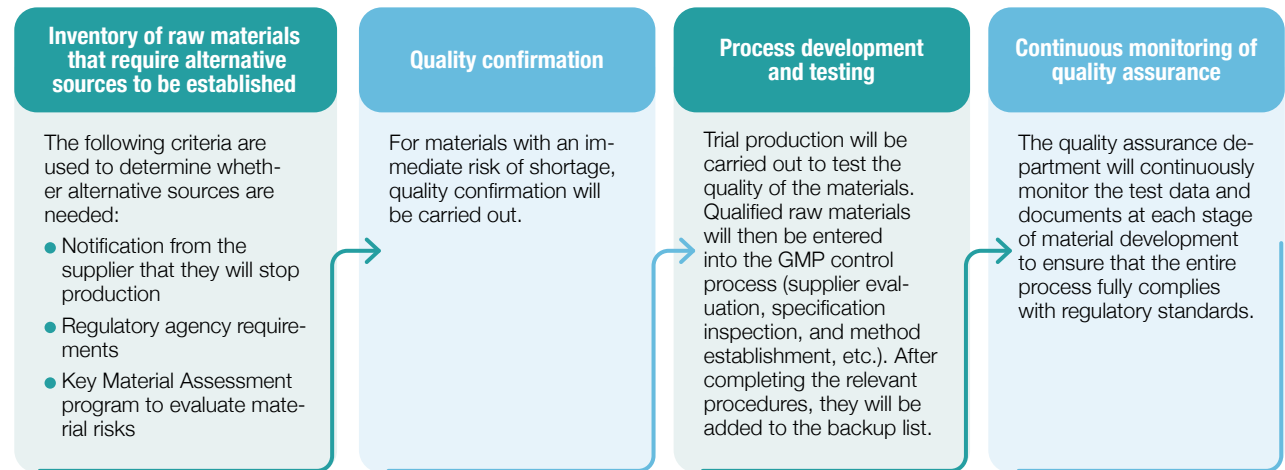 Inventory of raw materials
that require alternative
sources to be established
The following criteria are
used to determine wheth-
er alternative sources are
needed:
● Notification from the
supplier that they will stop
production
● Regulatory agency require-
ments
● Key Material Assessment
program to evaluate mate-
rial risks
Quality confirmation
For materials with an im-
mediate risk of shortage,
quality confirmation will
be carried out.
Process development
and testing
Trial production will be
carried out to test the
quality of the materials.
Qualified raw materials
will then be entered
into the GMP control
process (supplier eval-
uation, specification
inspection, and method
establishment, etc.). After
completing the relevant
procedures, they will be
added to the backup list.
Continuous monitoring of
quality assurance
The quality assurance de-
partment will continuously
monitor the test data and
documents at each stage
of material development
to ensure that the entire
process fully complies
with regulatory standards.